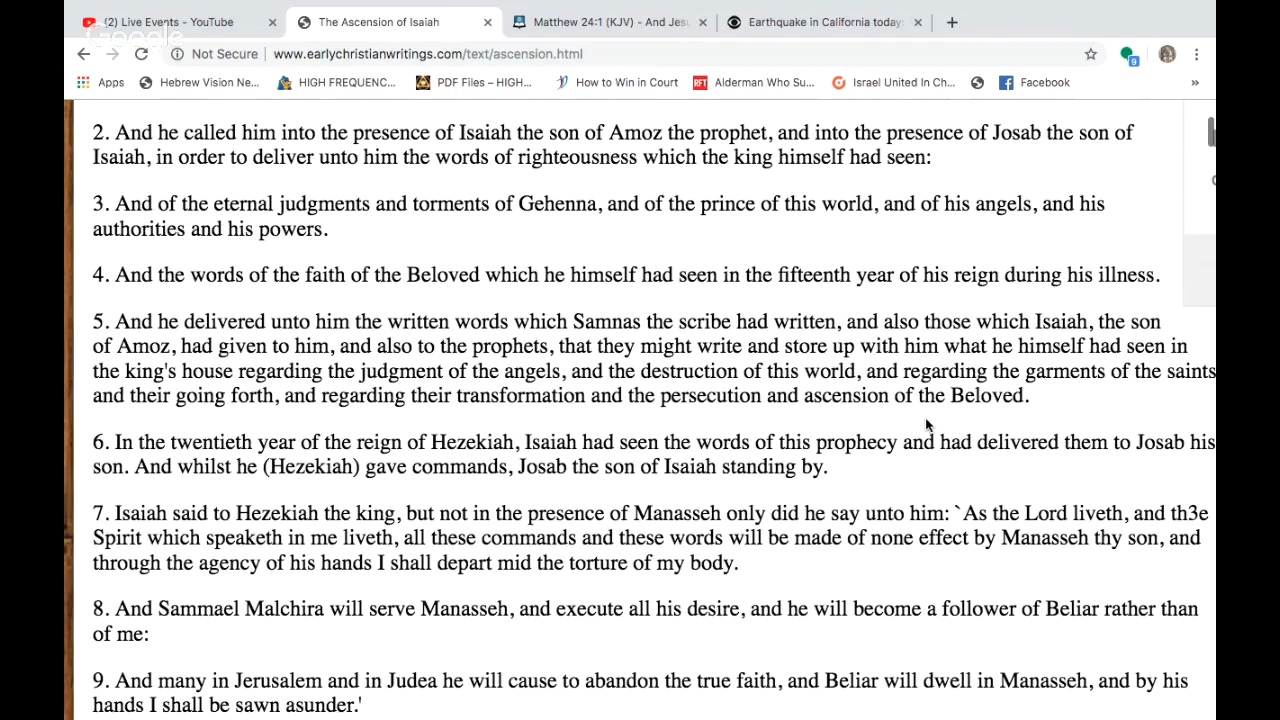 (2) Live Events - YouTube
The Ascension of Isaiah
Matthew 24:1 (KJV) - And Jesu
Earthquake in California today:
Google
Not Secure | www.earlychristianwritings.com/text/ascension.html
9
Apps
Hebrew Vision Ne...
HIGH FREQUENC...
PDF Files – HIGH...
How to Win in Court
RFT Alderman Who Su...
Israel United In Ch...
Facebook
»
2. And he called him into the presence of Isaiah the son of Amoz the prophet, and into the presence of Josab the son of
Isaiah, in order to deliver unto him the words of righteousness which the king himself had seen:
3. And of the eternal judgments and torments of Gehenna, and of the prince of this world, and of his angels, and his
authorities and his powers.
4. And the words of the faith of the Beloved which he himself had seen in the fifteenth year of his reign during his illness.
5. And he delivered unto him the written words which Samnas the scribe had written, and also those which Isaiah, the son
of Amoz, had given to him, and also to the prophets, that they might write and store up with him what he himself had seen in
the king's house regarding the judgment of the angels, and the destruction of this world, and regarding the garments of the saints
and their going forth, and regarding their transformation and the persecution and ascension of the Beloved.
6. In the twentieth year of the reign of Hezekiah, Isaiah had seen the words of this prophecy and had delivered them to Josab his
son. And whilst he (Hezekiah) gave commands, Josab the son of Isaiah standing by.
7. Isaiah said to Hezekiah the king, but not in the presence of Manasseh only did he say unto him: `As the Lord liveth, and th3e
Spirit which speaketh in me liveth, all these commands and these words will be made of none effect by Manasseh thy son, and
through the agency of his hands I shall depart mid the torture of my body.
8. And Sammael Malchira will serve Manasseh, and execute all his desire, and he will become a follower of Beliar rather than
of me:
9. And many in Jerusalem and in Judea he will cause to abandon the true faith, and Beliar will dwell in Manasseh, and by his
hands I shall be sawn asunder.'